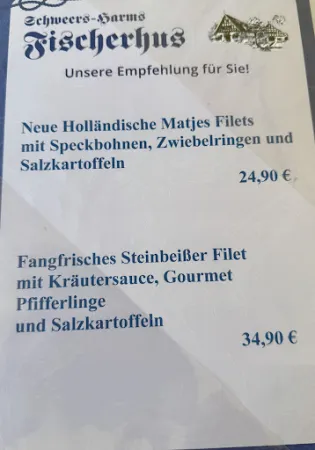 Schweers-Harms
Fischerhus
Unsere Empfehlung für Sie!
Neue Holländische Matjes Filets
mit Speckbohnen, Zwiebelringen und
Salzkartoffeln
24,90 €
Fangfrisches Steinbeißer Filet
mit Kräutersauce, Gourmet
Pfifferlinge
und Salzkartoffeln
34,90 €